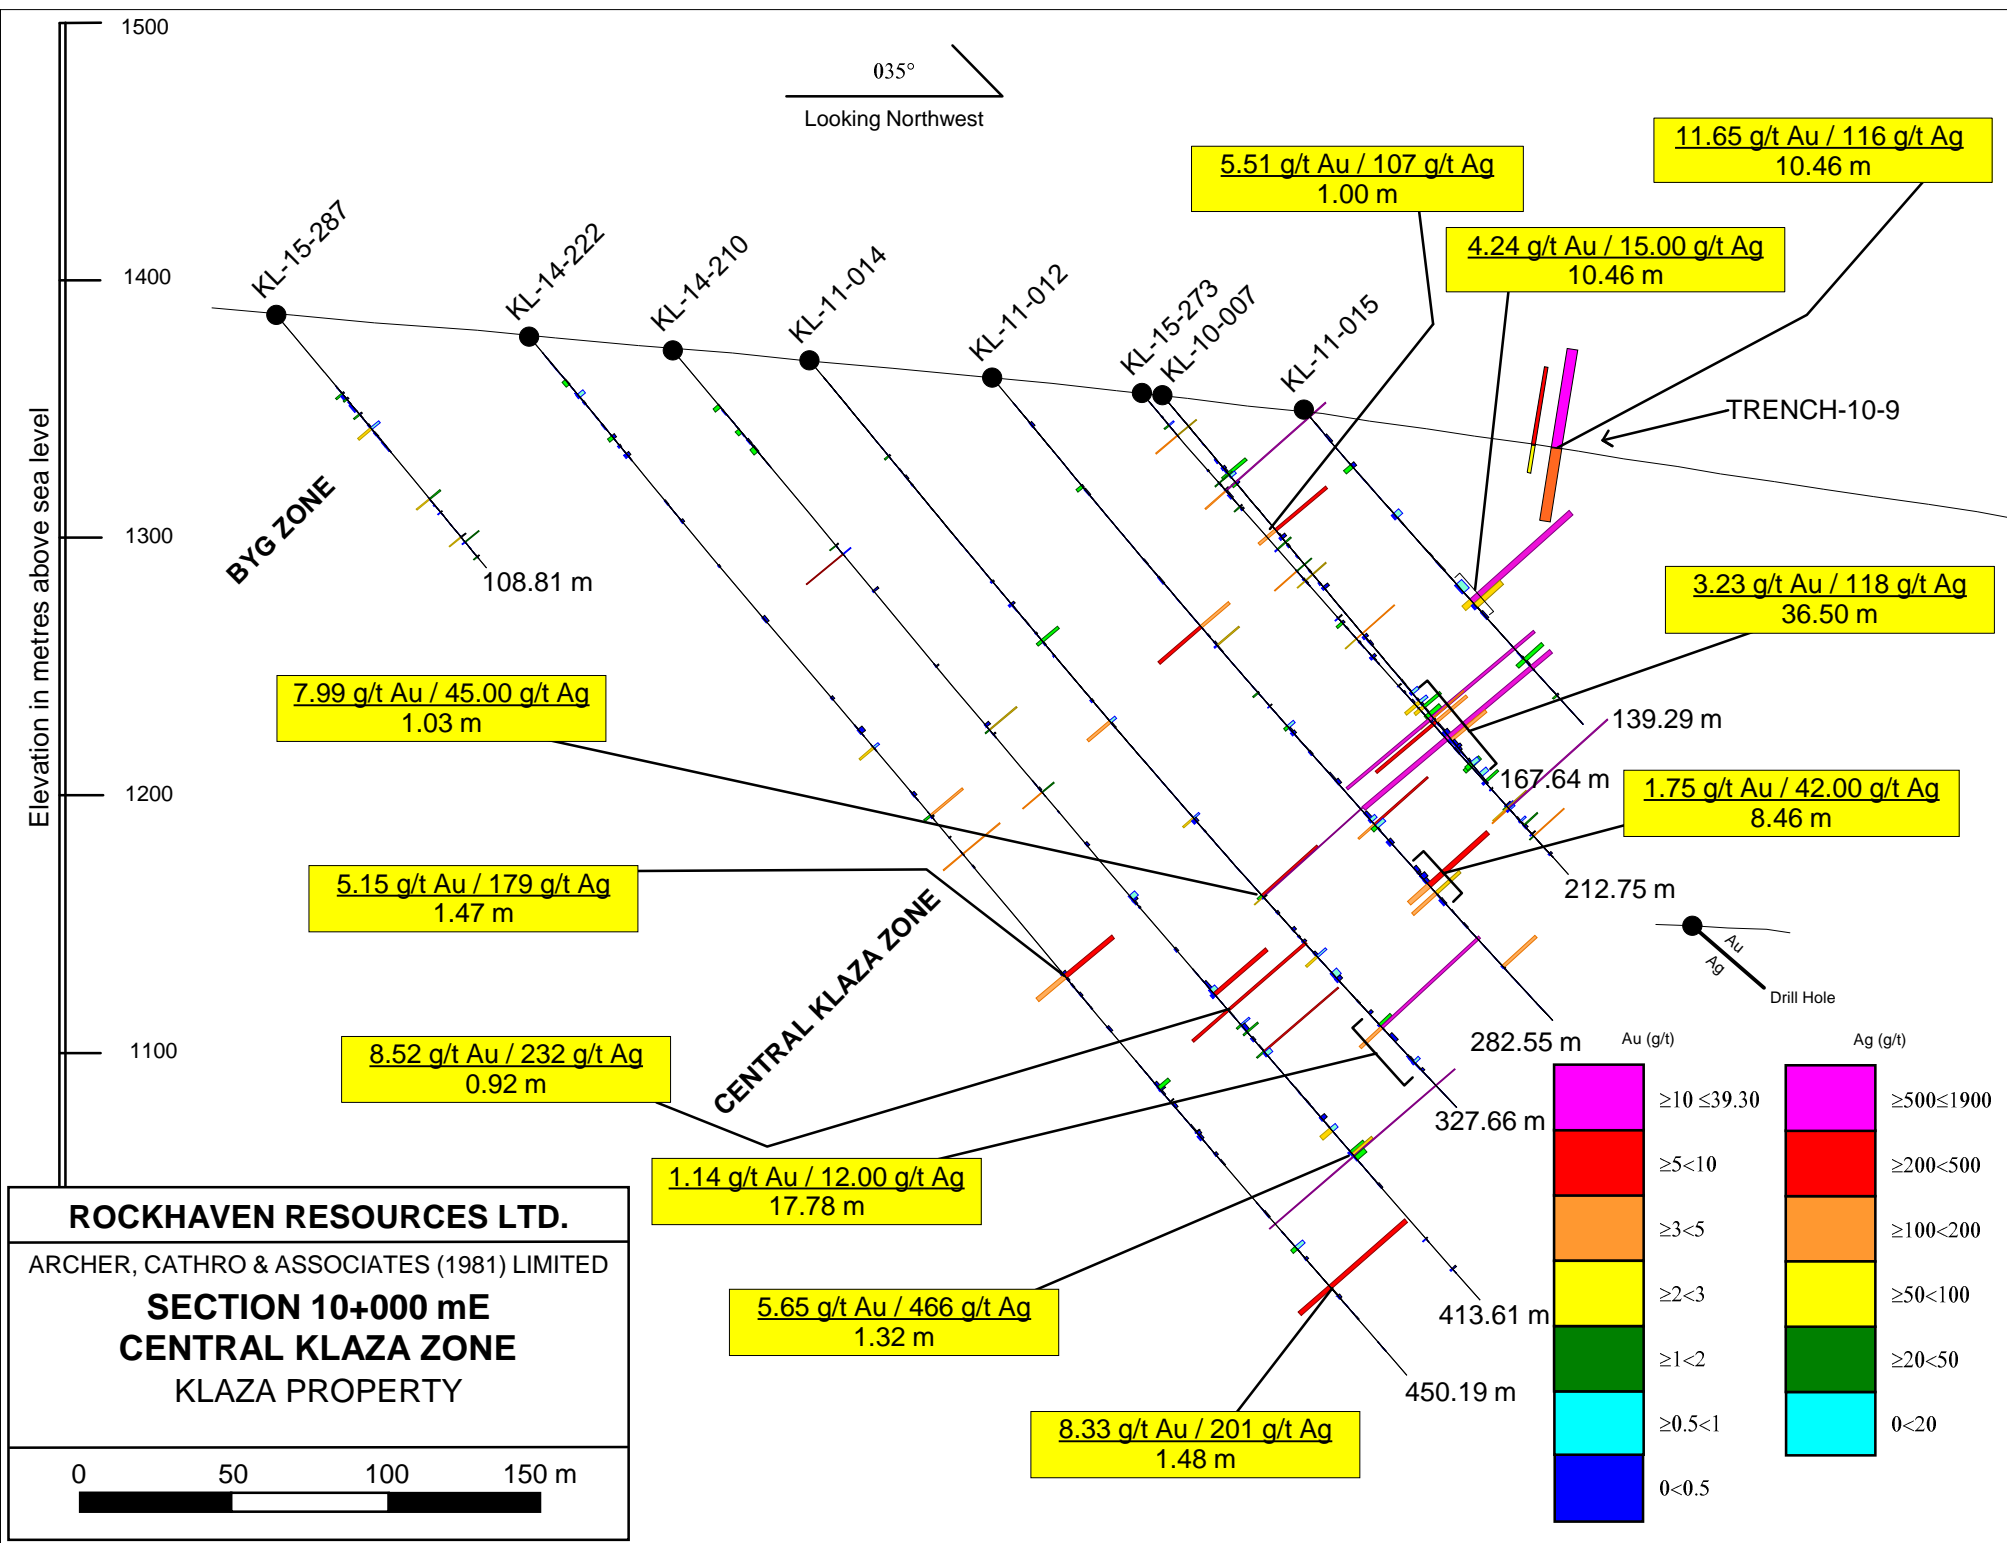 1500
035°
Looking Northwest
11.65 g/t Au / 116 g/t Ag
10.46 m
5.51 g/t Au / 107 g/t Ag
1.00 m
4.24 g/t Au / 15.00 g/t Ag
10.46 m
1400
KL-15-287
KL-14-222
KL-14-210
KL-11-014
KL-11-012
KL-15-273
KL-10-007
KL-11-015
TRENCH-10-9
Elevation in metres above sea level
1300
BYG ZONE
108.81 m
3.23 g/t Au / 118 g/t Ag
36.50 m
7.99 g/t Au / 45.00 g/t Ag
1.03 m
139.29 m
167.64 m
1200
1.75 g/t Au / 42.00 g/t Ag
8.46 m
5.15 g/t Au / 179 g/t Ag
1.47 m
212.75 m
CENTRAL KLAZA ZONE
Au
Ag
Drill Hole
1100
8.52 g/t Au / 232 g/t Ag
0.92 m
282.55 m
327.66 m
1.14 g/t Au / 12.00 g/t Ag
17.78 m
5.65 g/t Au / 466 g/t Ag
1.32 m
413.61 m
450.19 m
8.33 g/t Au / 201 g/t Ag
1.48 m
Au (g/t)
≥10 ≤39.30
≥5<10
≥3<5
≥2<3
≥1<2
≥0.5<1
0<0.5
Ag (g/t)
≥500≤1900
≥200<500
≥100<200
≥50<100
≥20<50
0<20
ROCKHAVEN RESOURCES LTD.
ARCHER, CATHRO & ASSOCIATES (1981) LIMITED
SECTION 10+000 mE
CENTRAL KLAZA ZONE
KLAZA PROPERTY
0 50 100 150 m